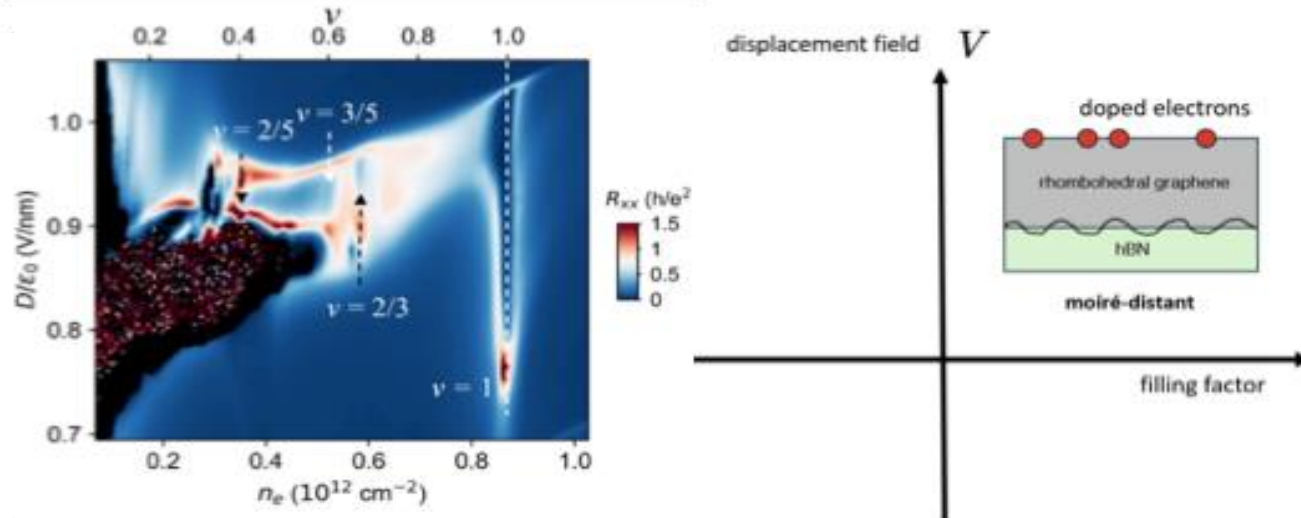 ν
0.2 0.4 0.6 1.0
1.0
0.9
0.8
0.7
D/ε₀ (V/nm)
ν = 3/5
ν = 2/5
ν = 2/3
ν = 1
0.2 0.4 0.6 0.8 1.0
nₑ (10¹² cm⁻²)
Rₓₓ (h/e²
1.5
1
0.5
0
displacement field V
doped electrons
rhombohedral graphene
hBN
moiré-distant
filling factor